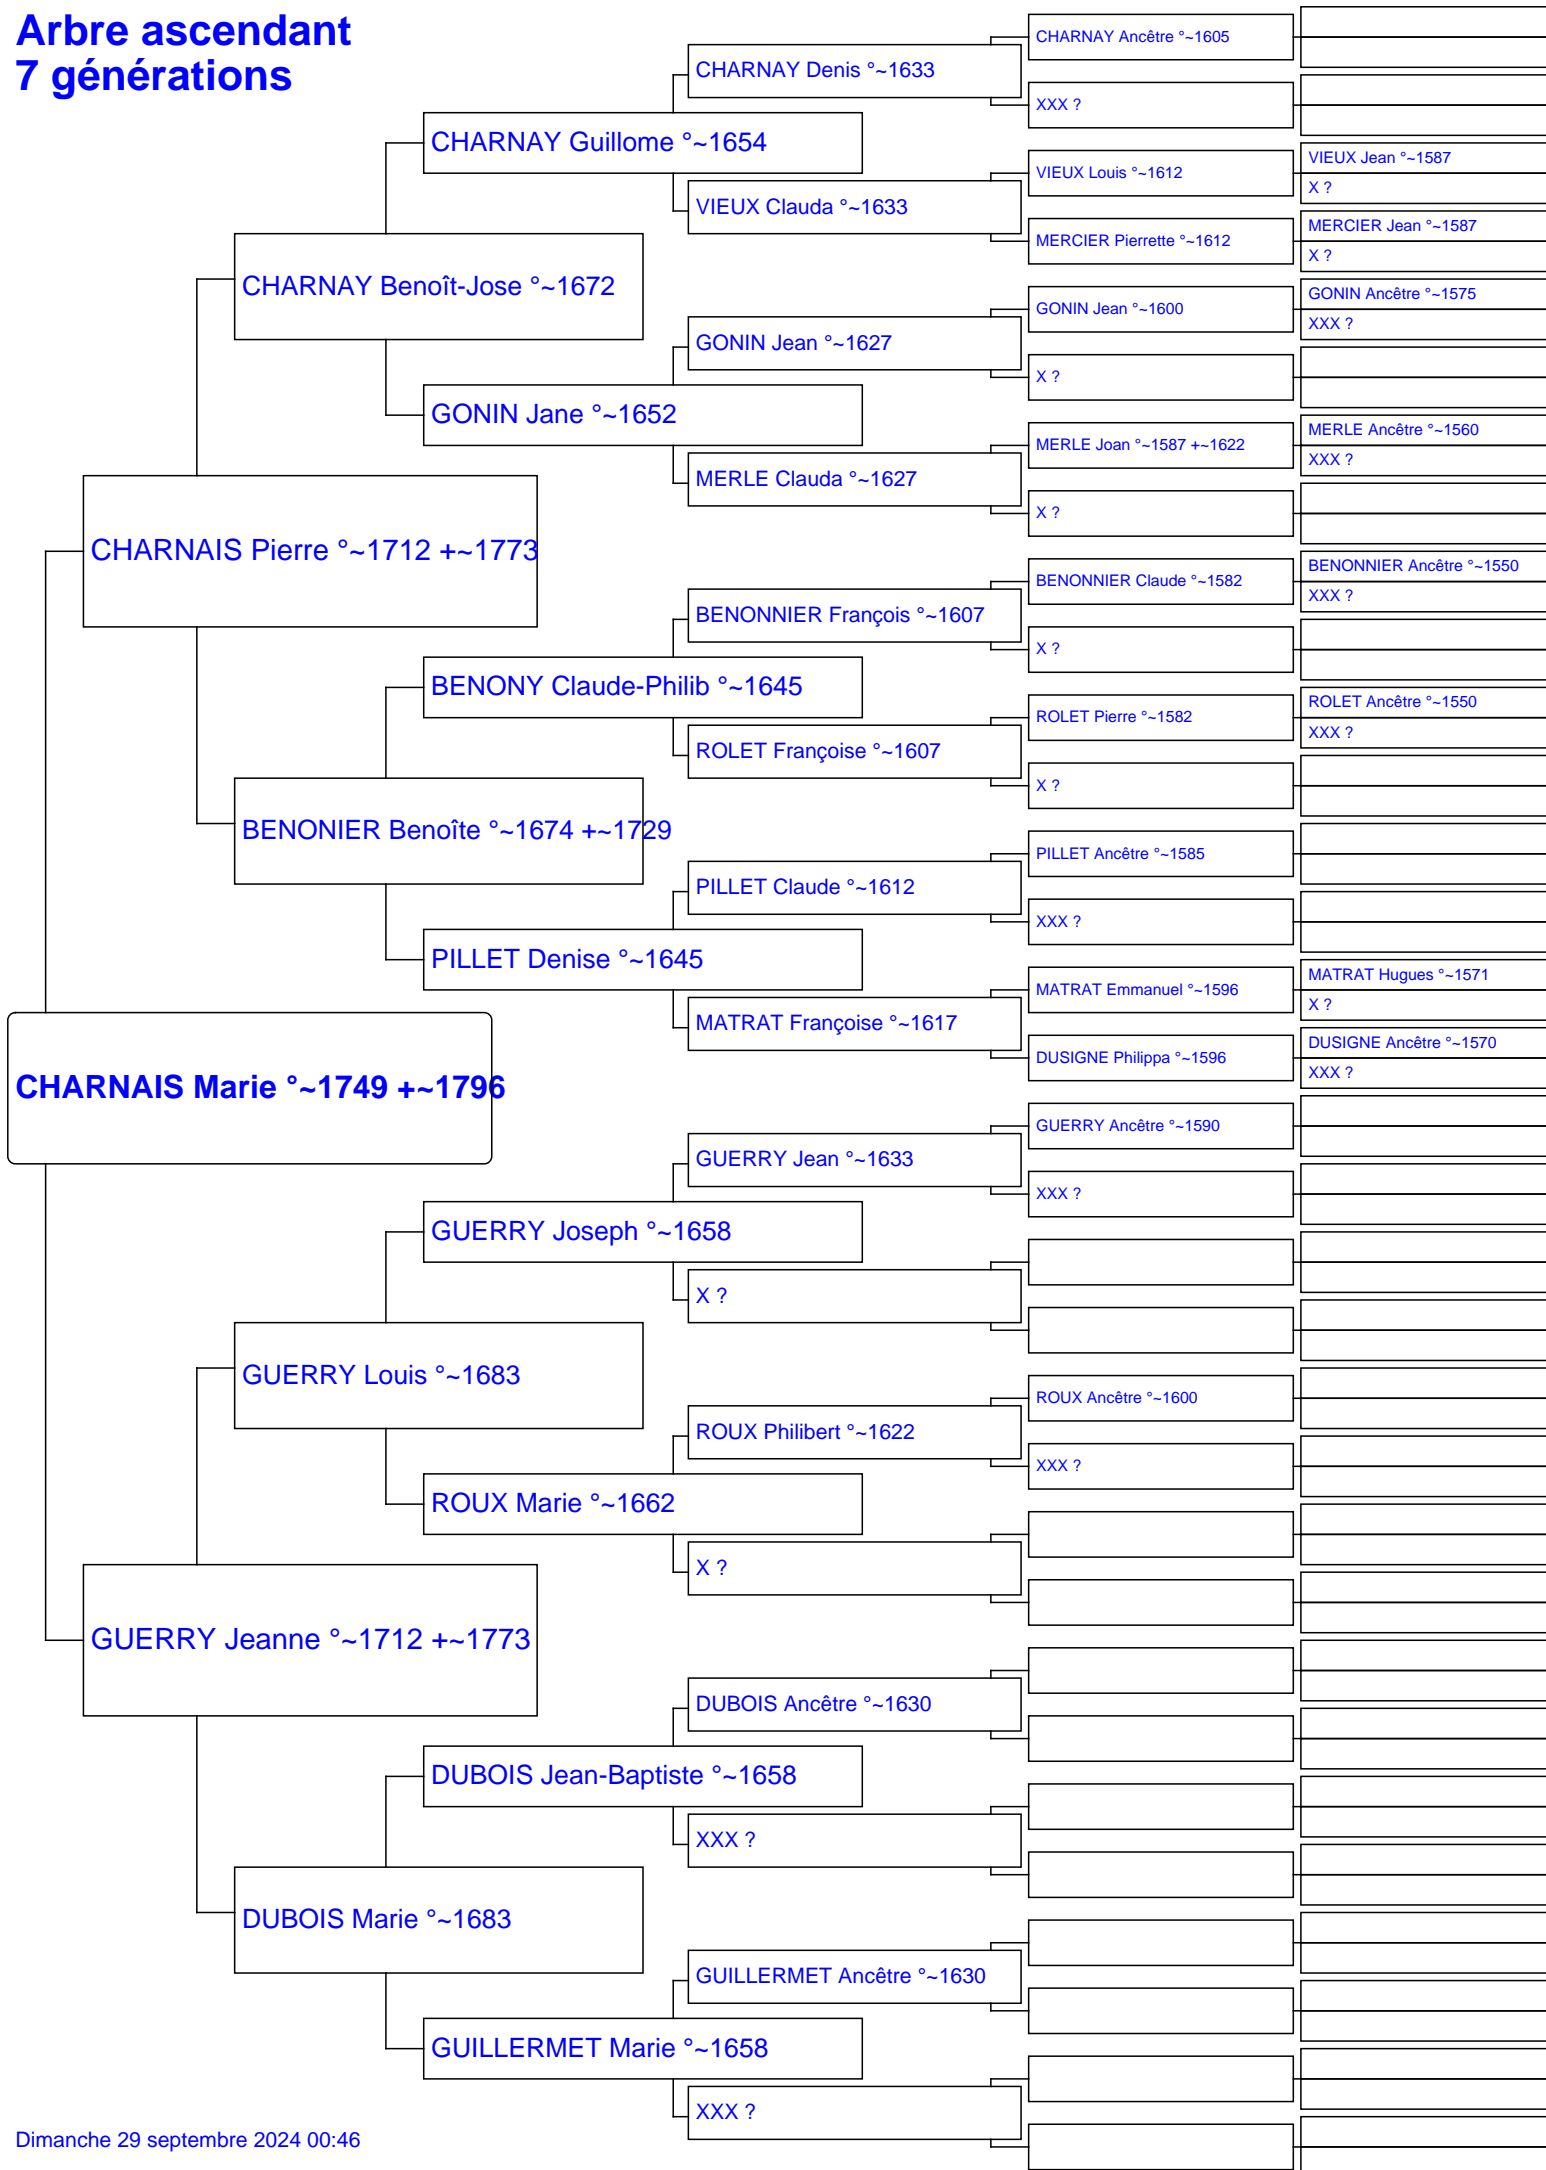 Arbre ascendant
7 générations
CHARNAIS Marie °~1749 +~1796
CHARNAIS Pierre °~1712 +~1773
GUERRY Jeanne °~1712 +~1773
CHARNAY Benoît-Jose °~1672
BENONIER Benoîte °~1674 +~1729
GUERRY Louis °~1683
DUBOIS Marie °~1683
CHARNAY Guillome °~1654
GONIN Jane °~1652
BENONY Claude-Philib °~1645
PILLET Denise °~1645
GUERRY Joseph °~1658
ROUX Marie °~1662
DUBOIS Jean-Baptiste °~1658
GUILLERMET Marie °~1658
CHARNAY Denis °~1633
VIEUX Clauda °~1633
GONIN Jean °~1627
MERLE Clauda °~1627
BENONNIER François °~1607
ROLET Françoise °~1607
PILLET Claude °~1612
MATRAT Françoise °~1617
GUERRY Jean °~1633
X ?
ROUX Philibert °~1622
X ?
DUBOIS Ancêtre °~1630
XXX ?
GUILLERMET Ancêtre °~1630
XXX ?
CHARNAY Ancêtre °~1605
XXX ?
VIEUX Louis °~1612
MERCIER Pierrette °~1612
GONIN Jean °~1600
X ?
MERLE Joan °~1587 +~1622
X ?
BENONNIER Claude °~1582
X ?
ROLET Pierre °~1582
X ?
PILLET Ancêtre °~1585
XXX ?
MATRAT Emmanuel °~1596
DUSIGNE Philippa °~1596
GUERRY Ancêtre °~1590
XXX ?
ROUX Ancêtre °~1600
XXX ?
VIEUX Jean °~1587
X ?
MERCIER Jean °~1587
X ?
GONIN Ancêtre °~1575
XXX ?
MERLE Ancêtre °~1560
XXX ?
BENONNIER Ancêtre °~1550
XXX ?
ROLET Ancêtre °~1550
XXX ?
MATRAT Hugues °~1571
X ?
DUSIGNE Ancêtre °~1570
XXX ?
Dimanche 29 septembre 2024 00:46